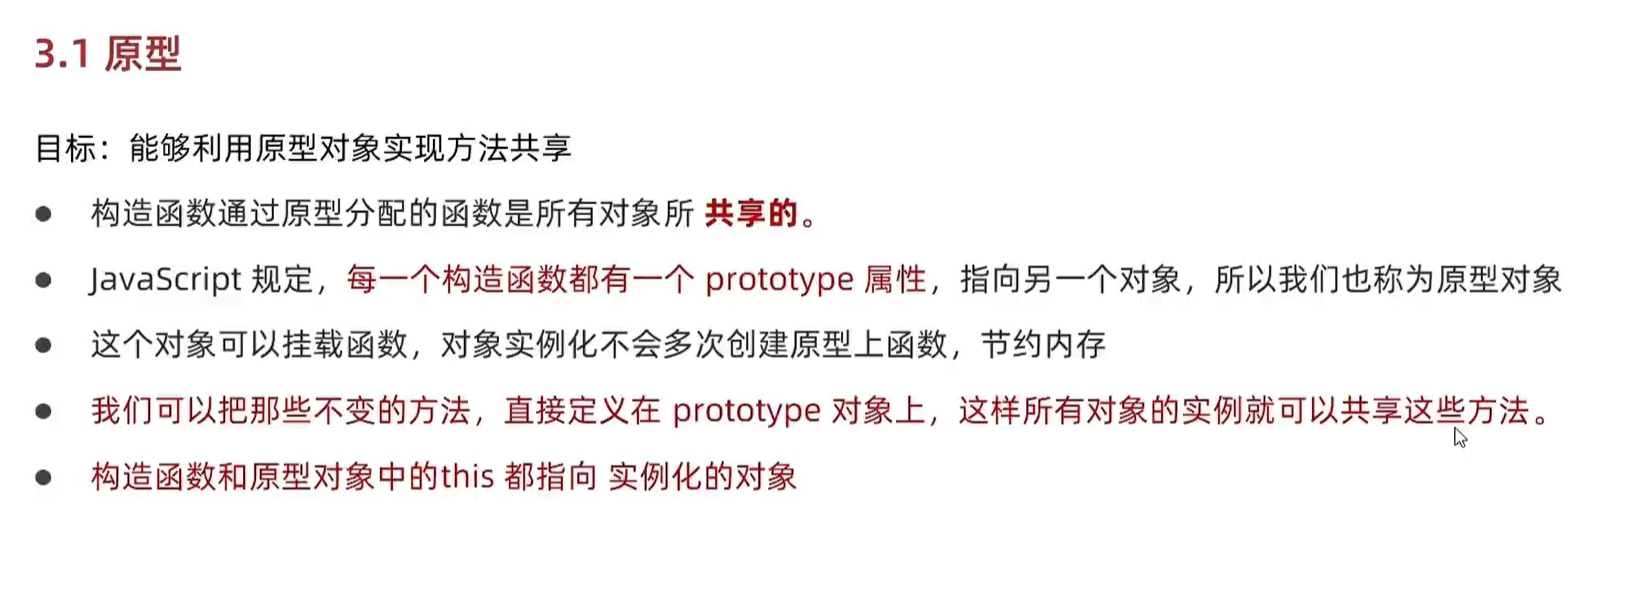 3.1 原型
目标：能够利用原型对象实现方法共享
● 构造函数通过原型分配的函数是所有对象所 共享的。
● JavaScript 规定，每一个构造函数都有一个 prototype 属性，指向另一个对象，所以我们也称为原型对象
● 这个对象可以挂载函数，对象实例化不会多次创建原型上函数，节约内存
● 我们可以把那些不变的方法，直接定义在 prototype 对象上，这样所有对象的实例就可以共享这些方法。
● 构造函数和原型对象中的this 都指向 实例化的对象